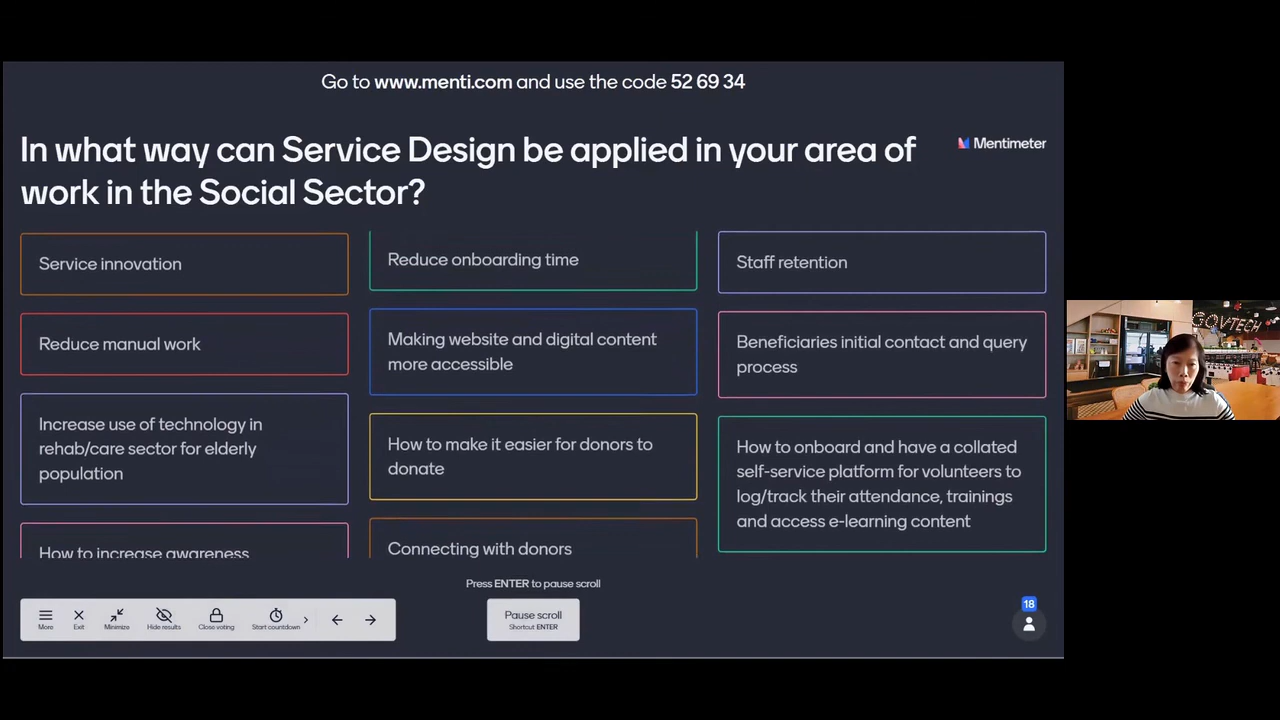 Go to www.menti.com and use the code 52 69 34
In what way can Service Design be applied in your area of
work in the Social Sector?
Mentimeter
Service innovation
Reduce manual work
Increase use of technology in
rehab/care sector for elderly
population
How to increase awareness
Reduce onboarding time
Making website and digital content
more accessible
How to make it easier for donors to
donate
Connecting with donors
Staff retention
Beneficiaries initial contact and query
process
How to onboard and have a collated
self-service platform for volunteers to
log/track their attendance, trainings
and access e-learning content
Press ENTER to pause scroll
More
Exit
Minimize
Hide results
Close voting
Start countdown
Pause scroll
Shortcut: ENTER
18
GOVTECH